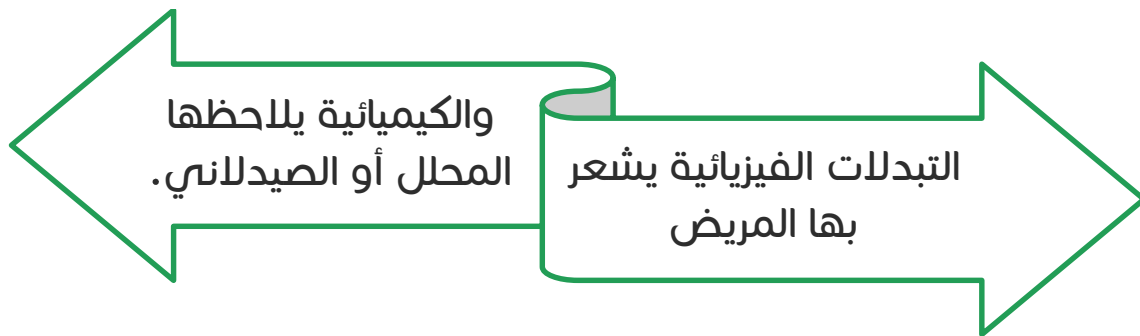 التبدلات الفيزيائية يشعر
بها المريض
والكيميائية يلاحظها
المحلل أو الصيدلاني.